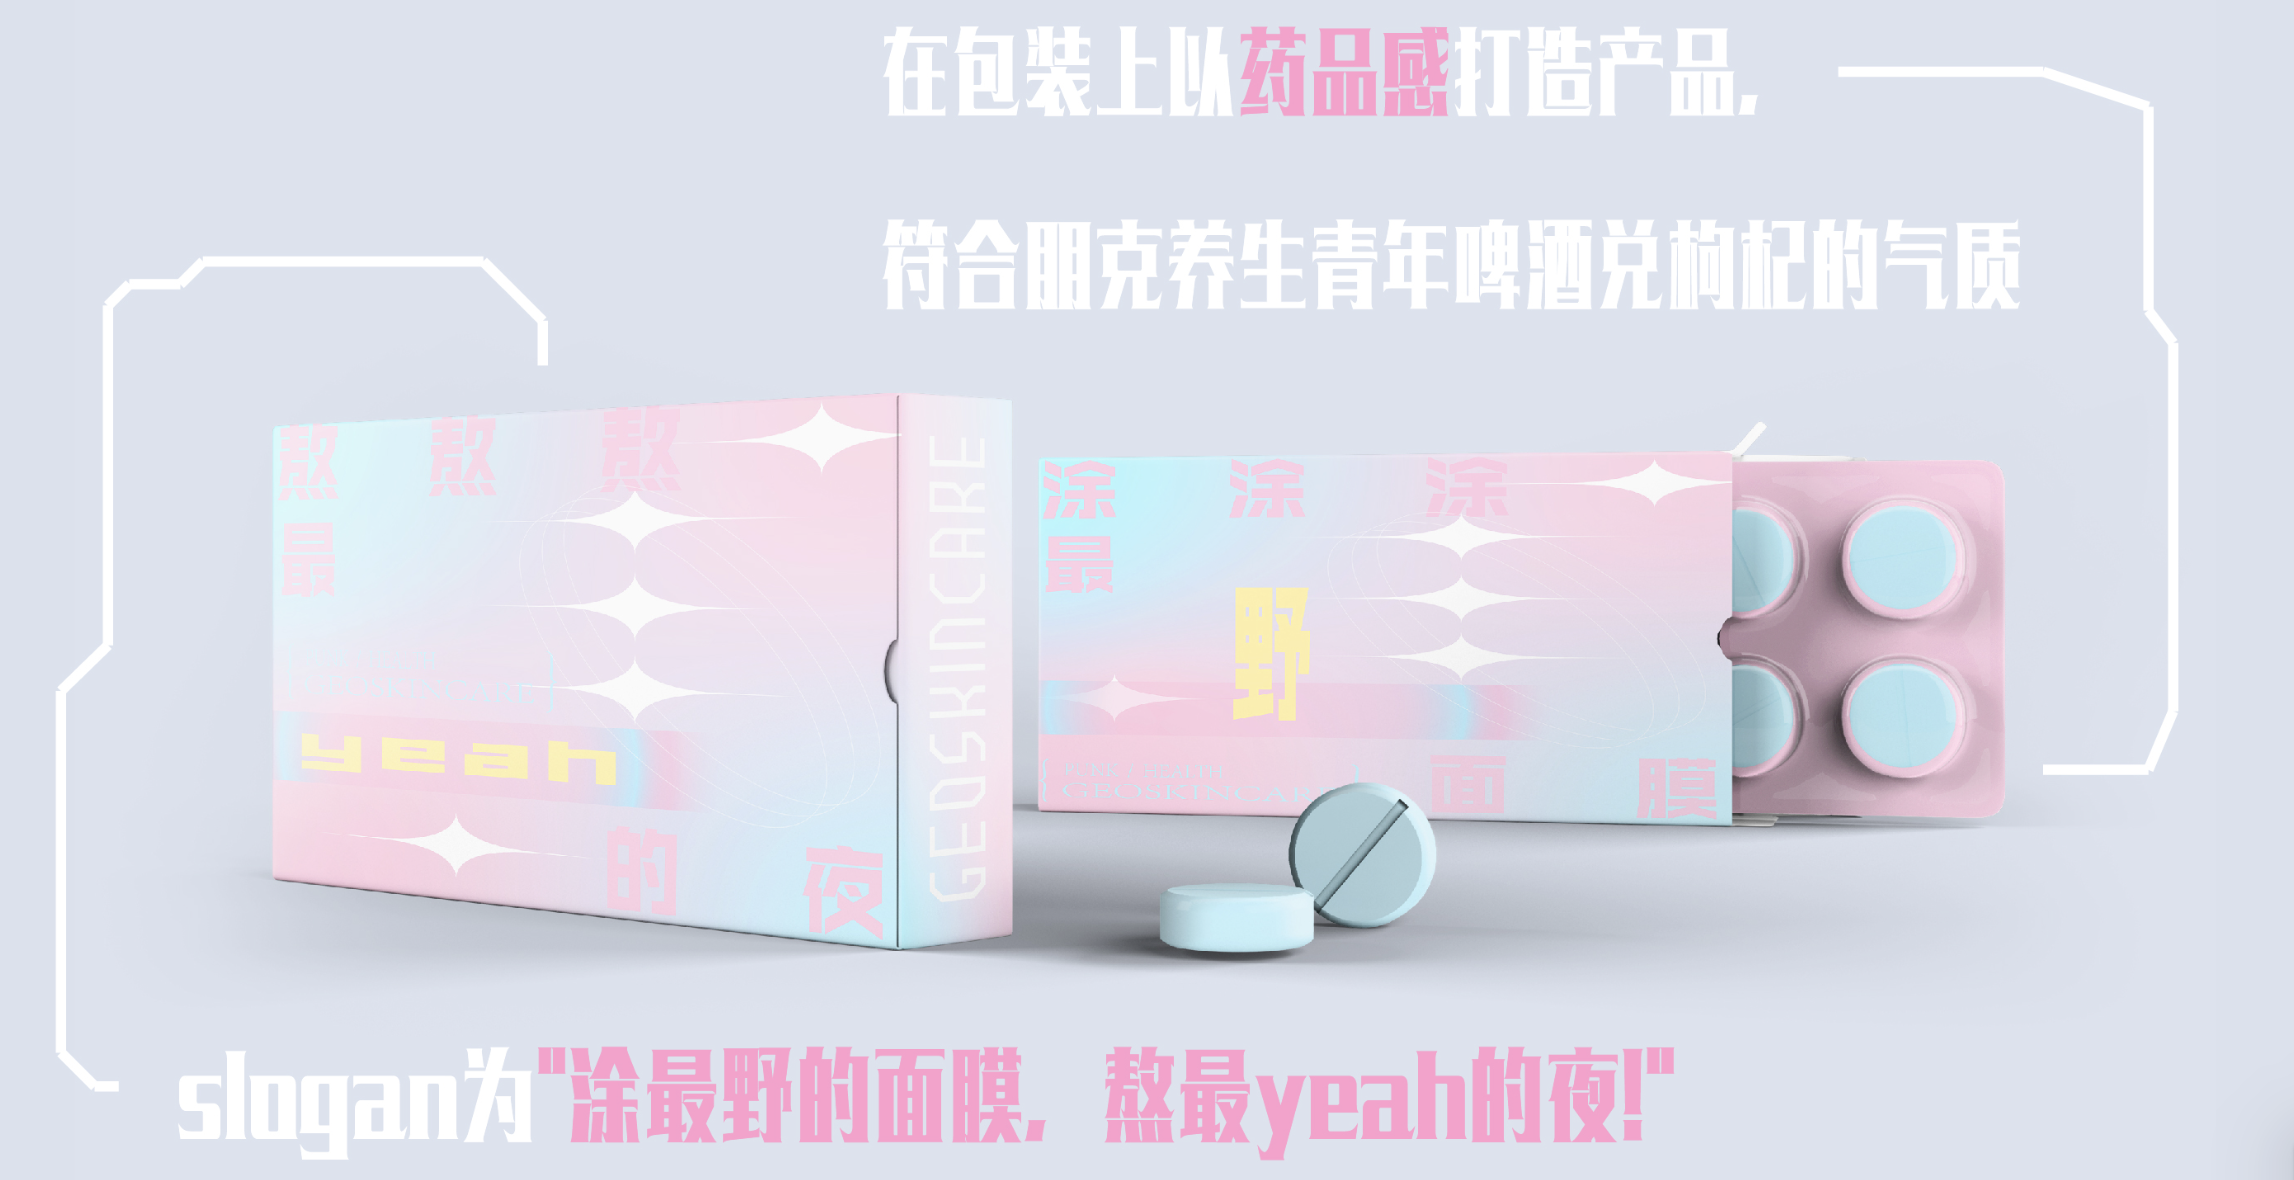 在包装上以药品感打造产品,
符合朋克养生青年啤酒兑枸杞的气质
熬 熬 熬
最
GEOSKINCARE
yeah
的 夜
GEOSKINCARE
涂 涂 涂
最
野
GEOSKINCAR
面 膜
slogan为"涂最野的面膜, 熬最yeah的夜!"